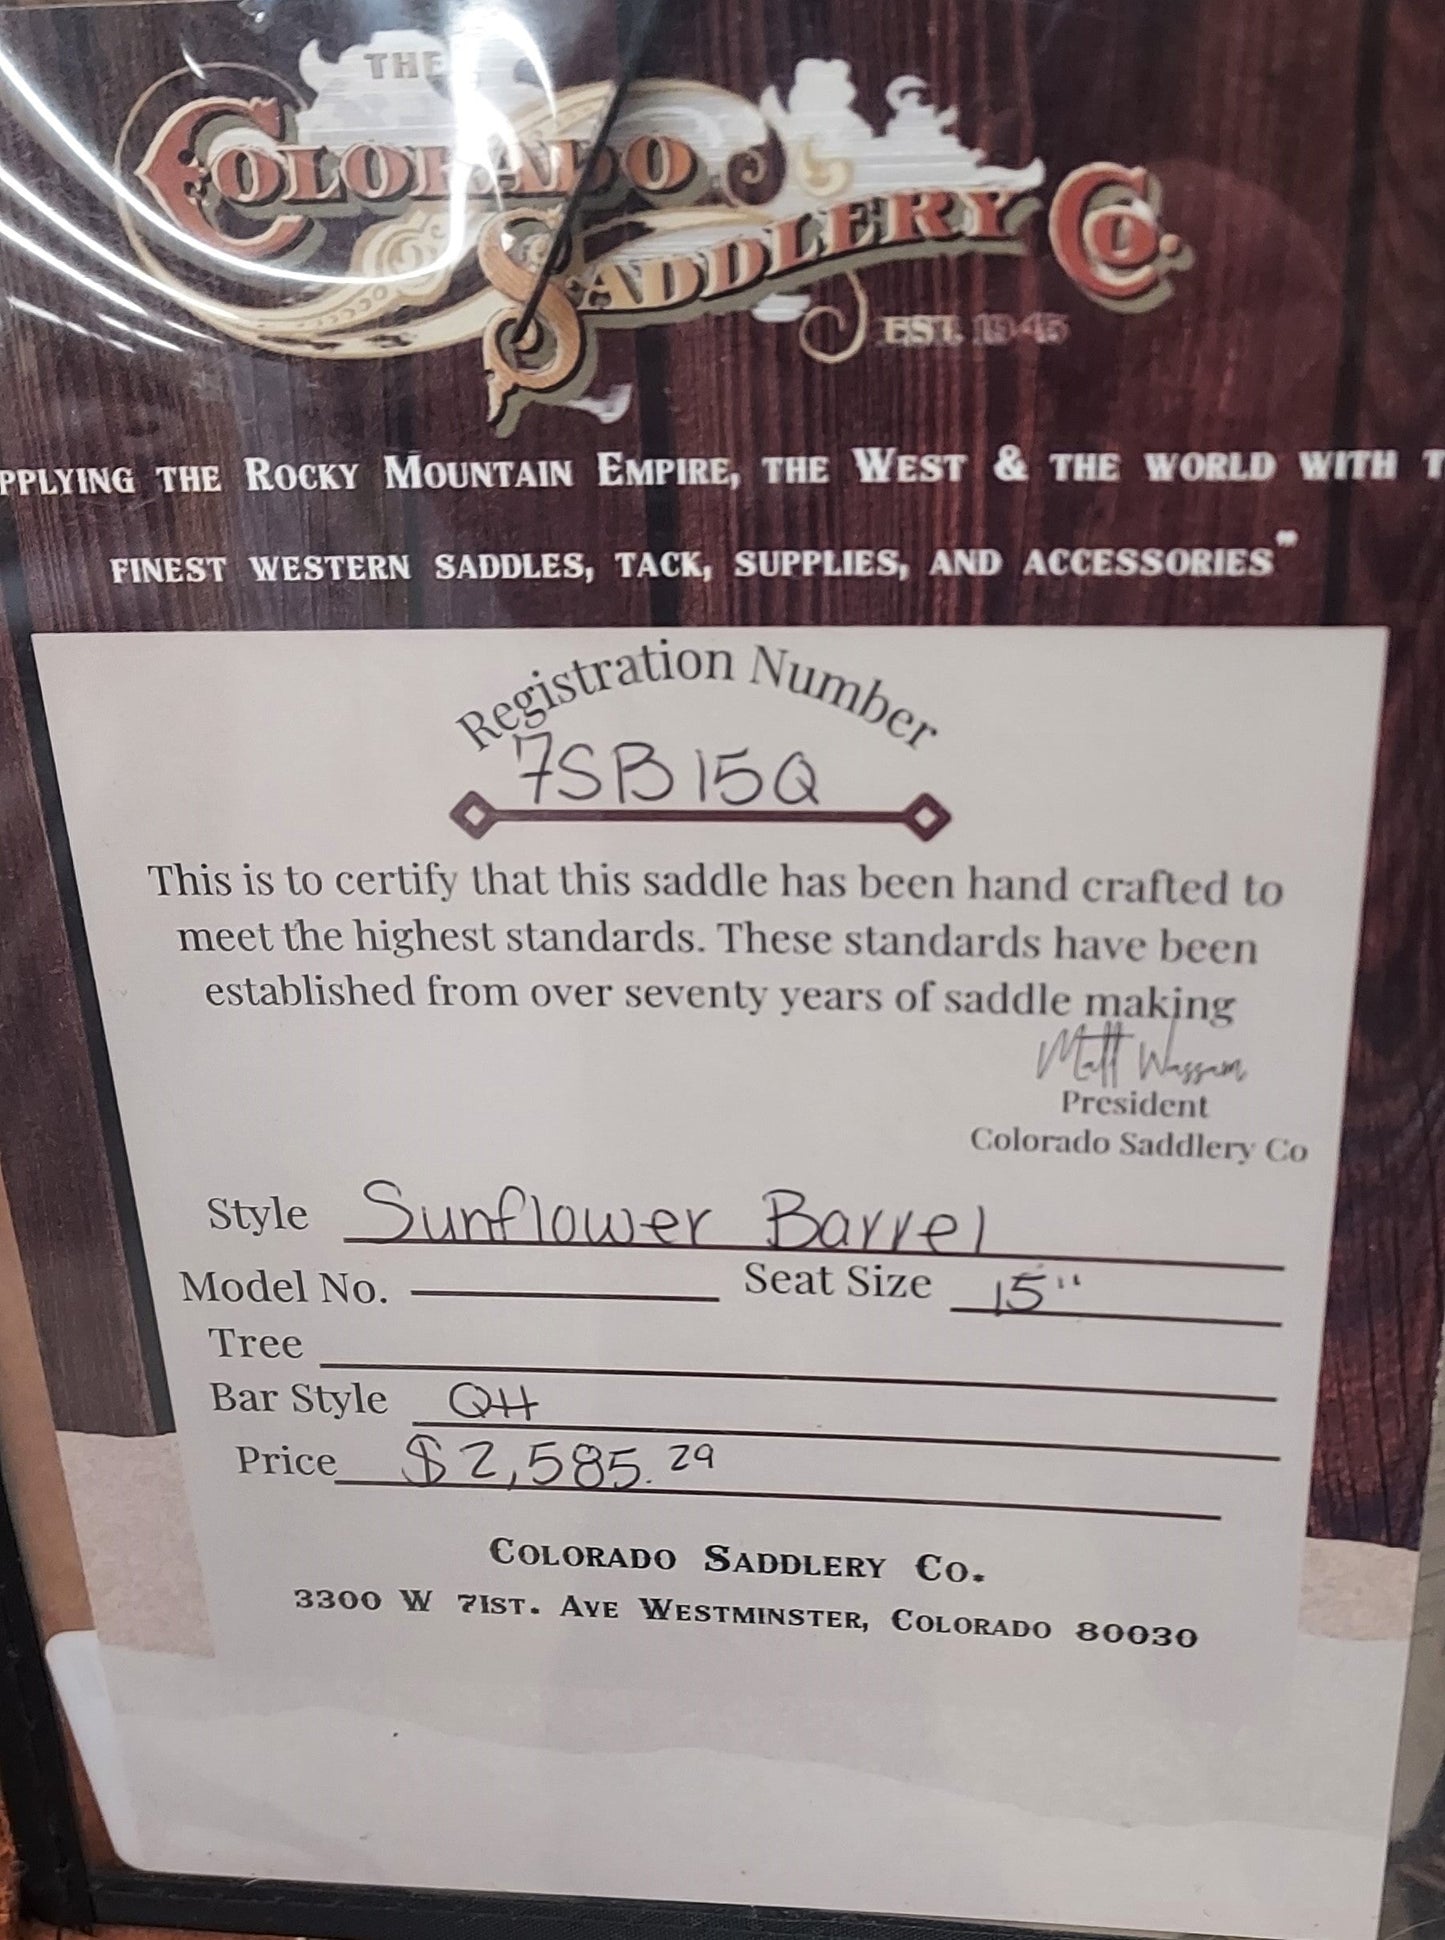 THE
COLORADO
SADDLERY CO.
EST. 1945
PPLYING THE ROCKY MOUNTAIN EMPIRE, THE WEST & THE WORLD WITH T
FINEST WESTERN SADDLES, TACK, SUPPLIES, AND ACCESSORIES"
Registration Number
7SB15Q
This is to certify that this saddle has been hand crafted to
meet the highest standards. These standards have been
established from over seventy years of saddle making
Matt Wassam
President
Colorado Saddlery Co
Style Sunflower Barrel
Model No. Seat Size 15"
Tree
Bar Style QH
Price $2,585.29
COLORADO SADDLERY CO.
3300 W 71ST. AVE WESTMINSTER, COLORADO 80030